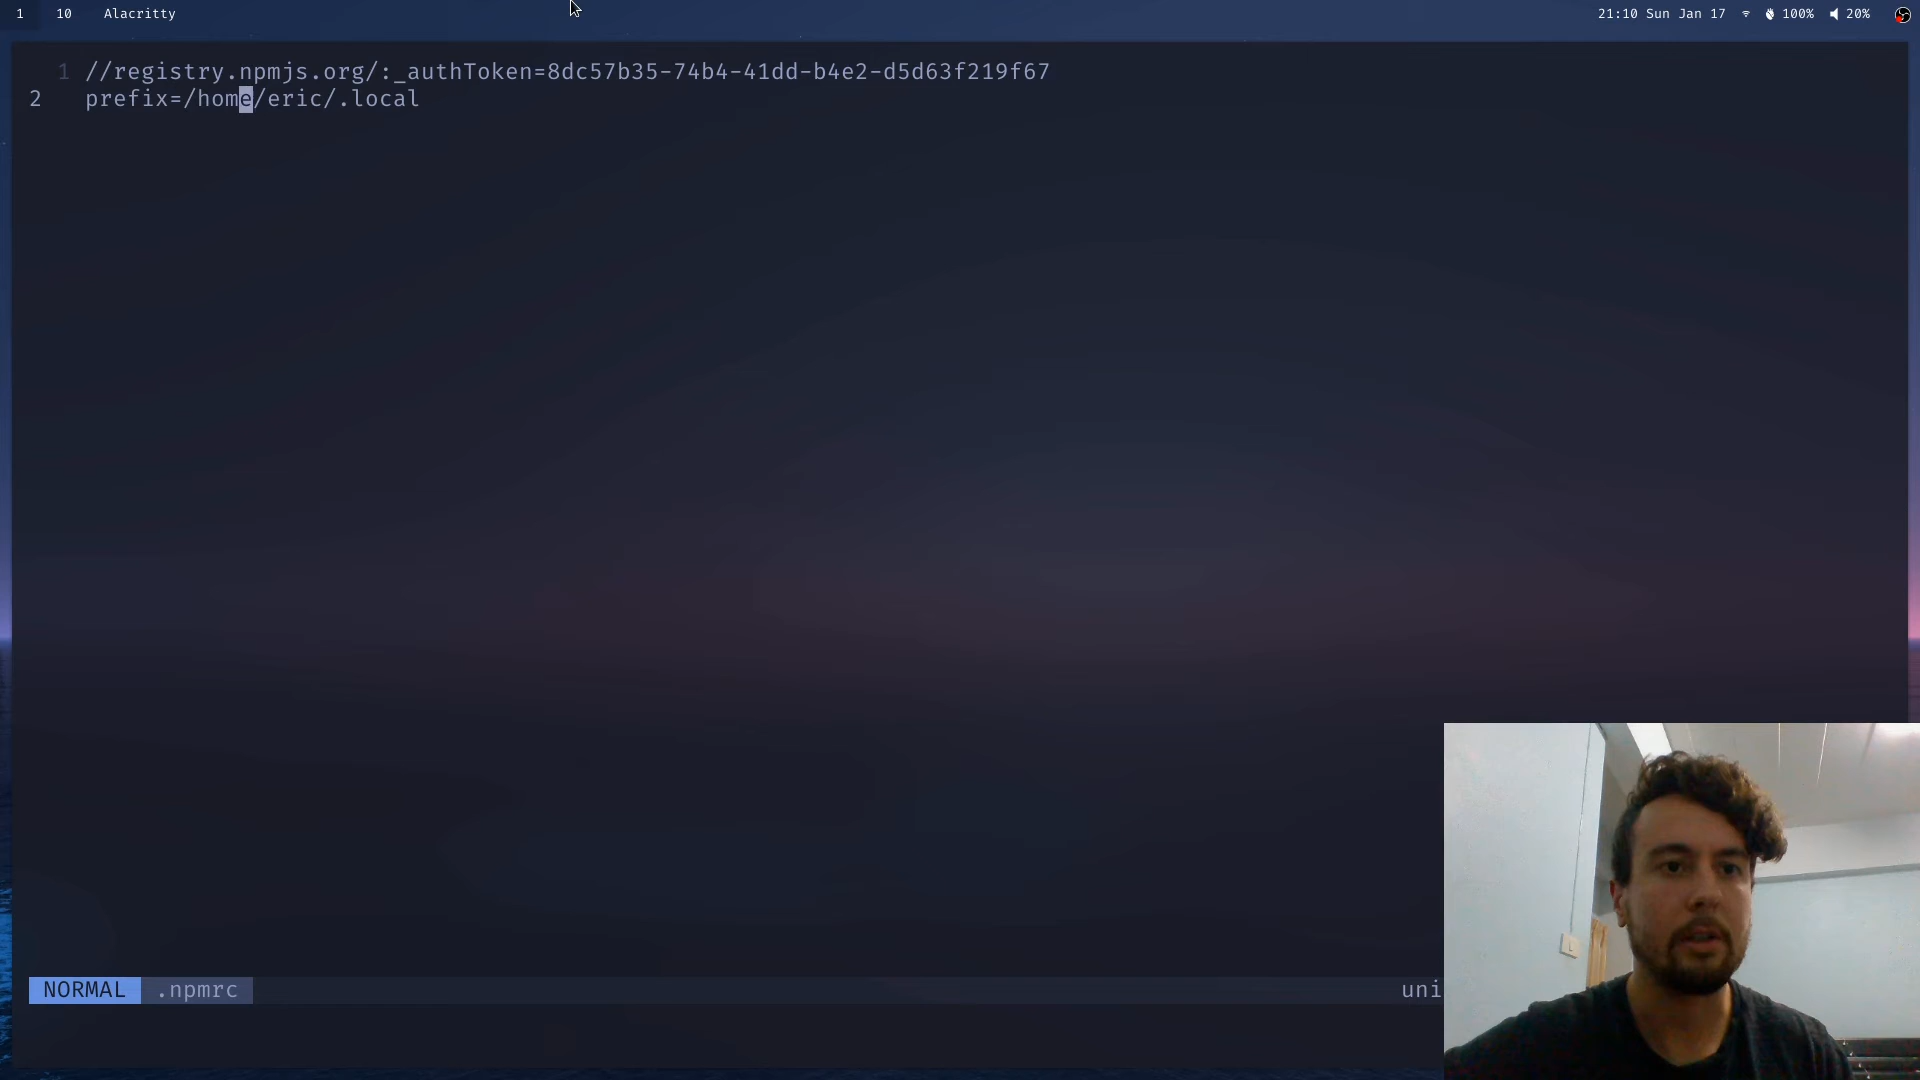 1 10 Alacritty 21:10 Sun Jan 17 100% 20%
1 //registry.npmjs.org/:_authToken=8dc57b35-74b4-41dd-b4e2-d5d63f219f67
2 prefix=/home/eric/.local
NORMAL .npmrc uni